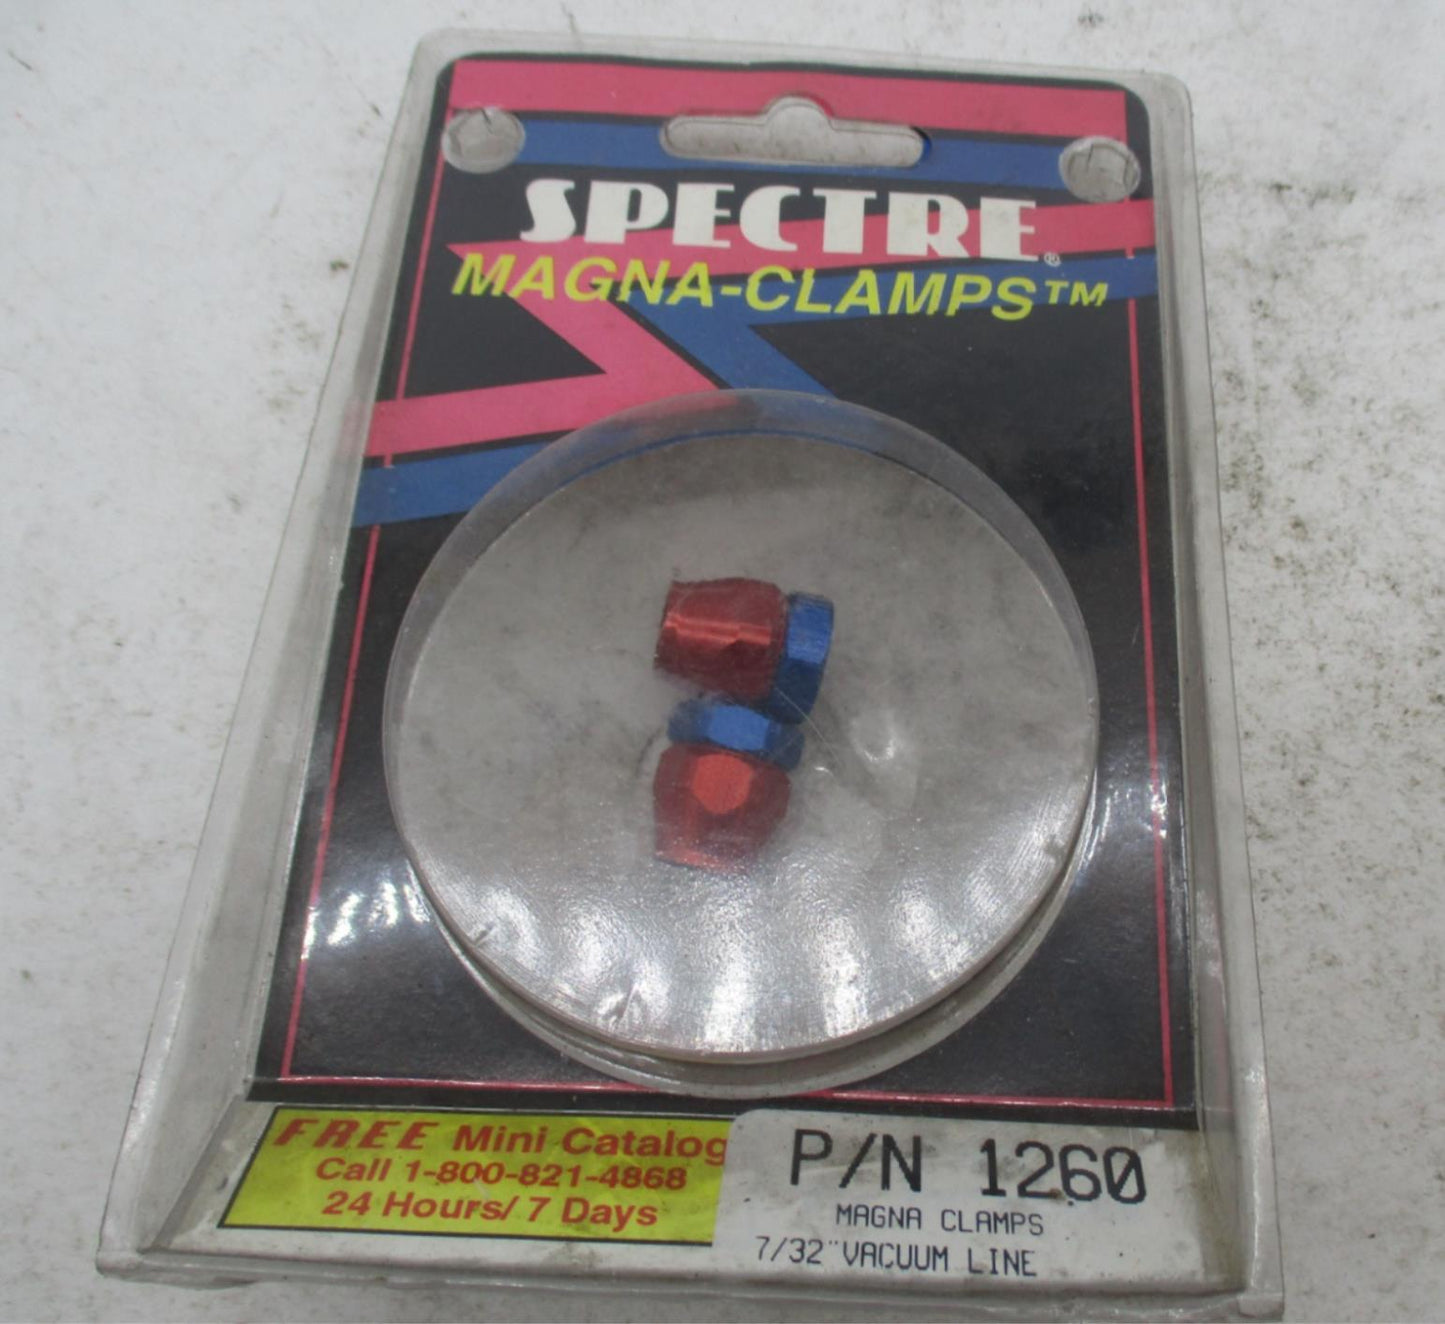 SPECTRE®
MAGNA-CLAMPS™
FREE Mini Catalog
Call 1-800-821-4868
24 Hours/ 7 Days
P/N 1260
MAGNA CLAMPS
7/32"VACUUM LINE